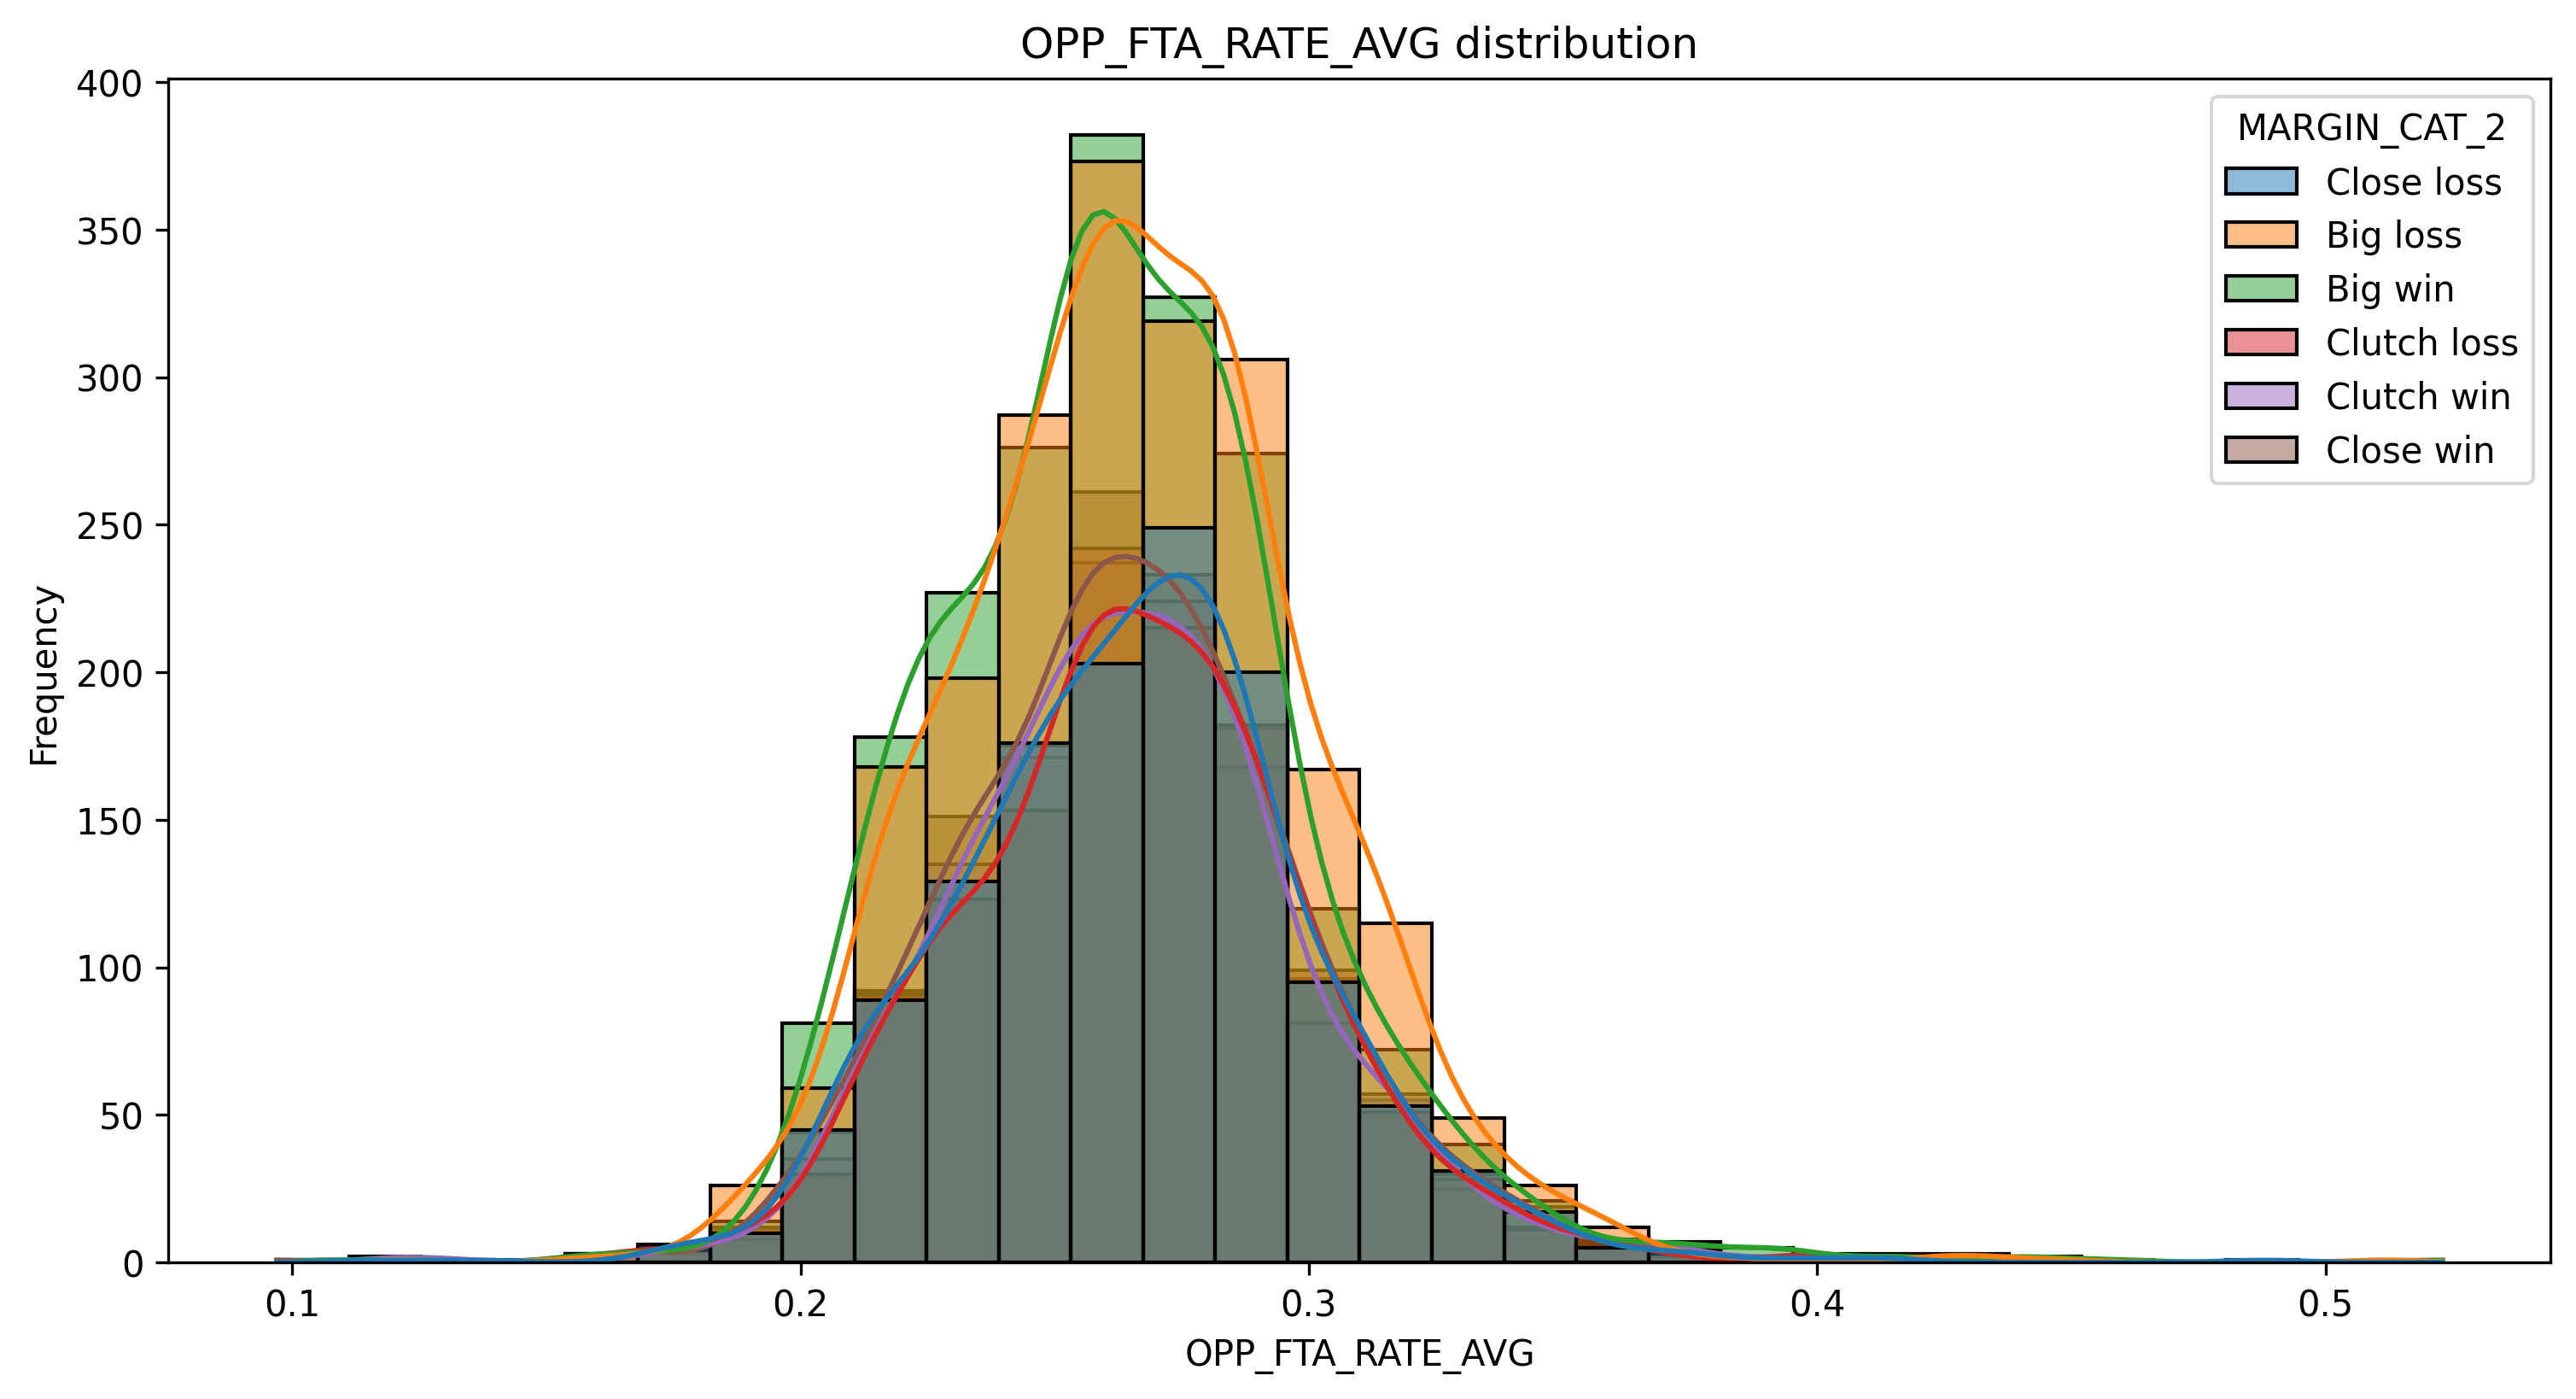 OPP_FTA_RATE_AVG distribution
400
350
300
250
200
150
100
50
0
Frequency
MARGIN_CAT_2
Close loss
Big loss
Big win
Clutch loss
Clutch win
Close win
0.1 0.2 0.3 0.4 0.5
OPP_FTA_RATE_AVG